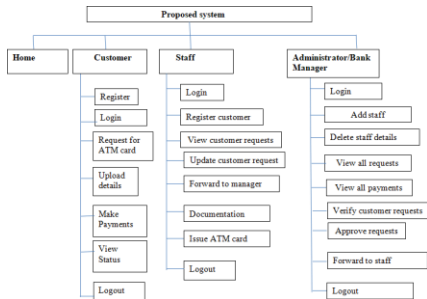 Proposed system
Home
Customer
Register
Login
Request for
ATM card
Upload
details
Make
Payments
View
Status
Logout
Staff
Login
Register customer
View customer requests
Update customer request
Forward to manager
Documentation
Issue ATM card
Logout
Administrator/Bank
Manager
Login
Add staff
Delete staff details
View all requests
View all payments
Verify customer requests
Approve requests
Forward to staff
Logout